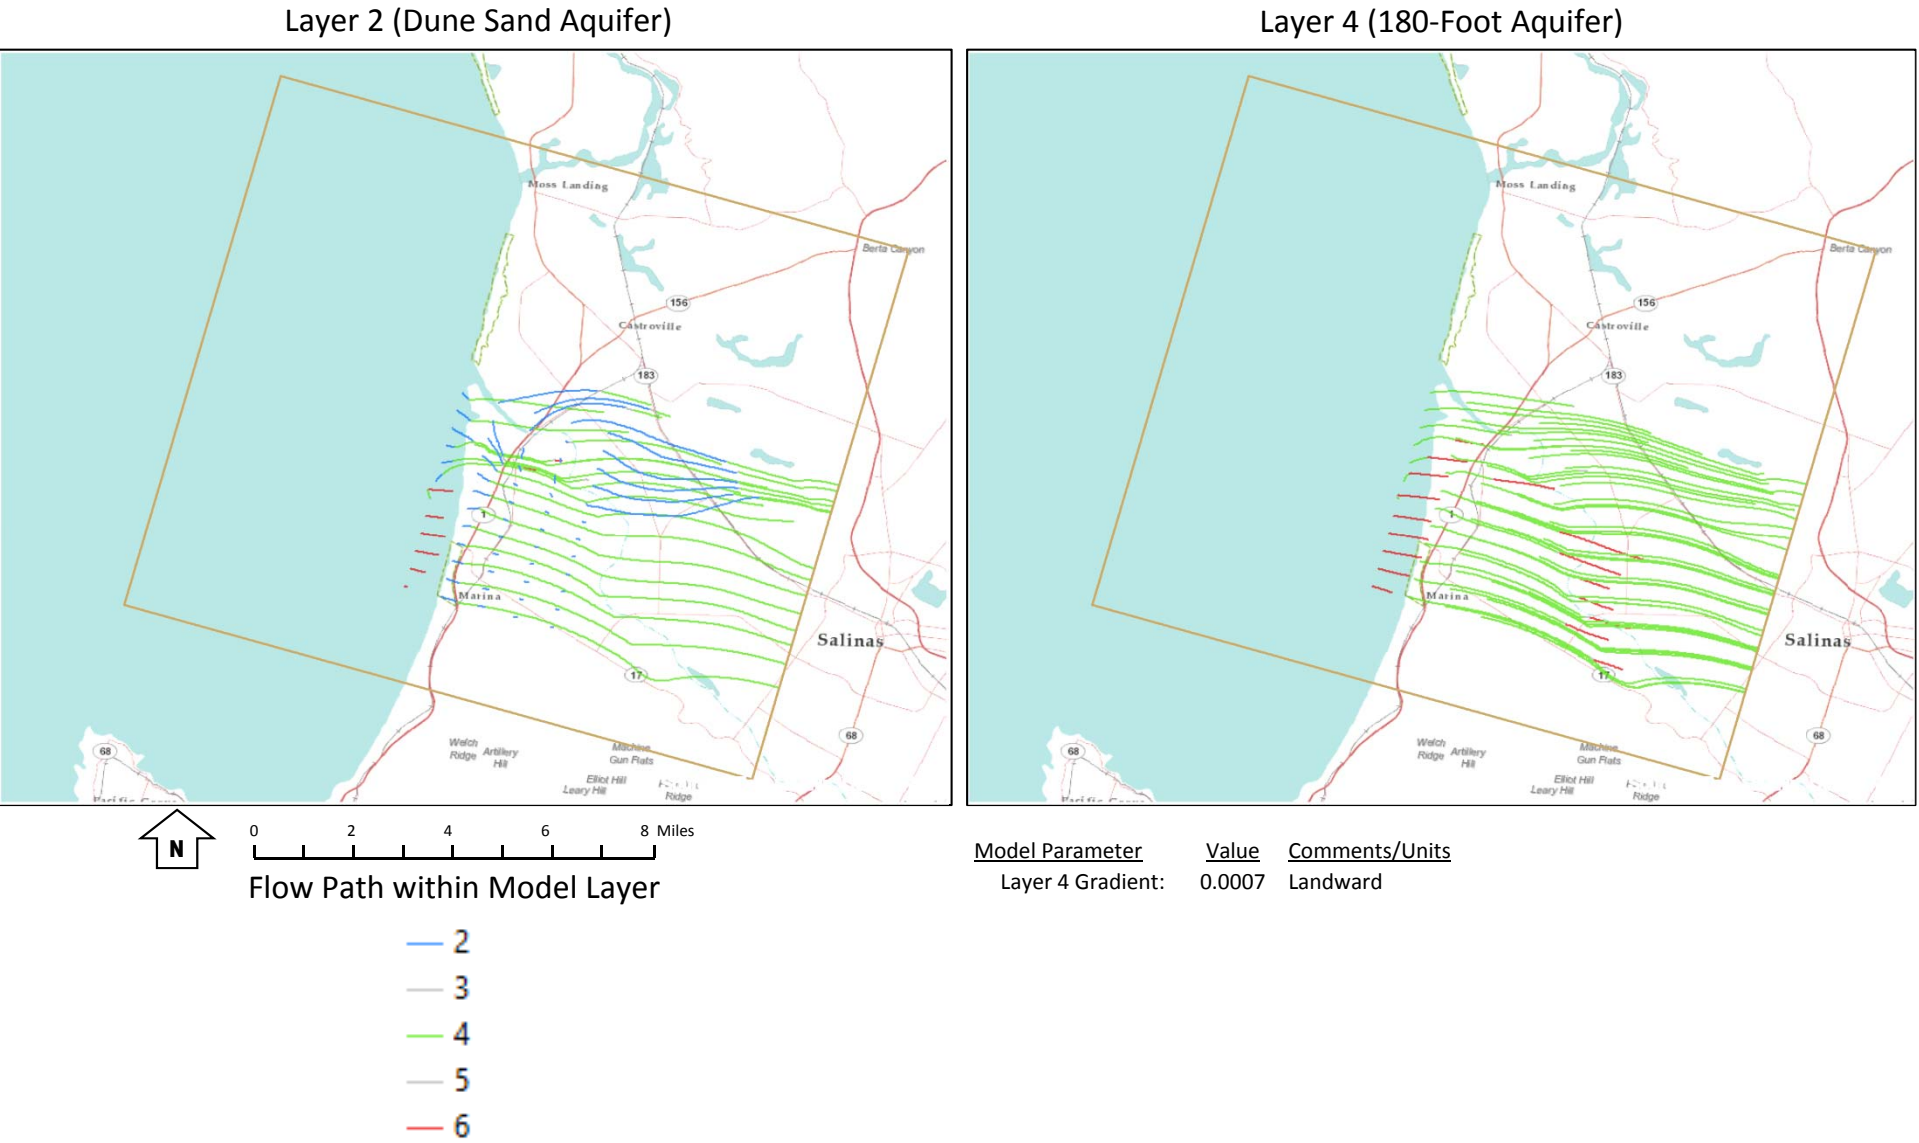 Layer 2 (Dune Sand Aquifer)
Layer 4 (180-Foot Aquifer)
Moss Landing
Berta Canyon
156
Castroville
183
1
Marina
Salinas
17
68
Welch
Ridge
Artillery
Hill
Machine
Gun Flats
Elliot Hill
Leary Hill
Ridge
68
Moss Landing
Berta Canyon
156
Castroville
183
1
Marina
Salinas
17
68
Welch
Ridge
Artillery
Hill
Machine
Gun Flats
Elliot Hill
Leary Hill
Ridge
68
N
0 2 4 6 8 Miles
Flow Path within Model Layer
2
3
4
5
6
Model Parameter Value Comments/Units
Layer 4 Gradient: 0.0007 Landward